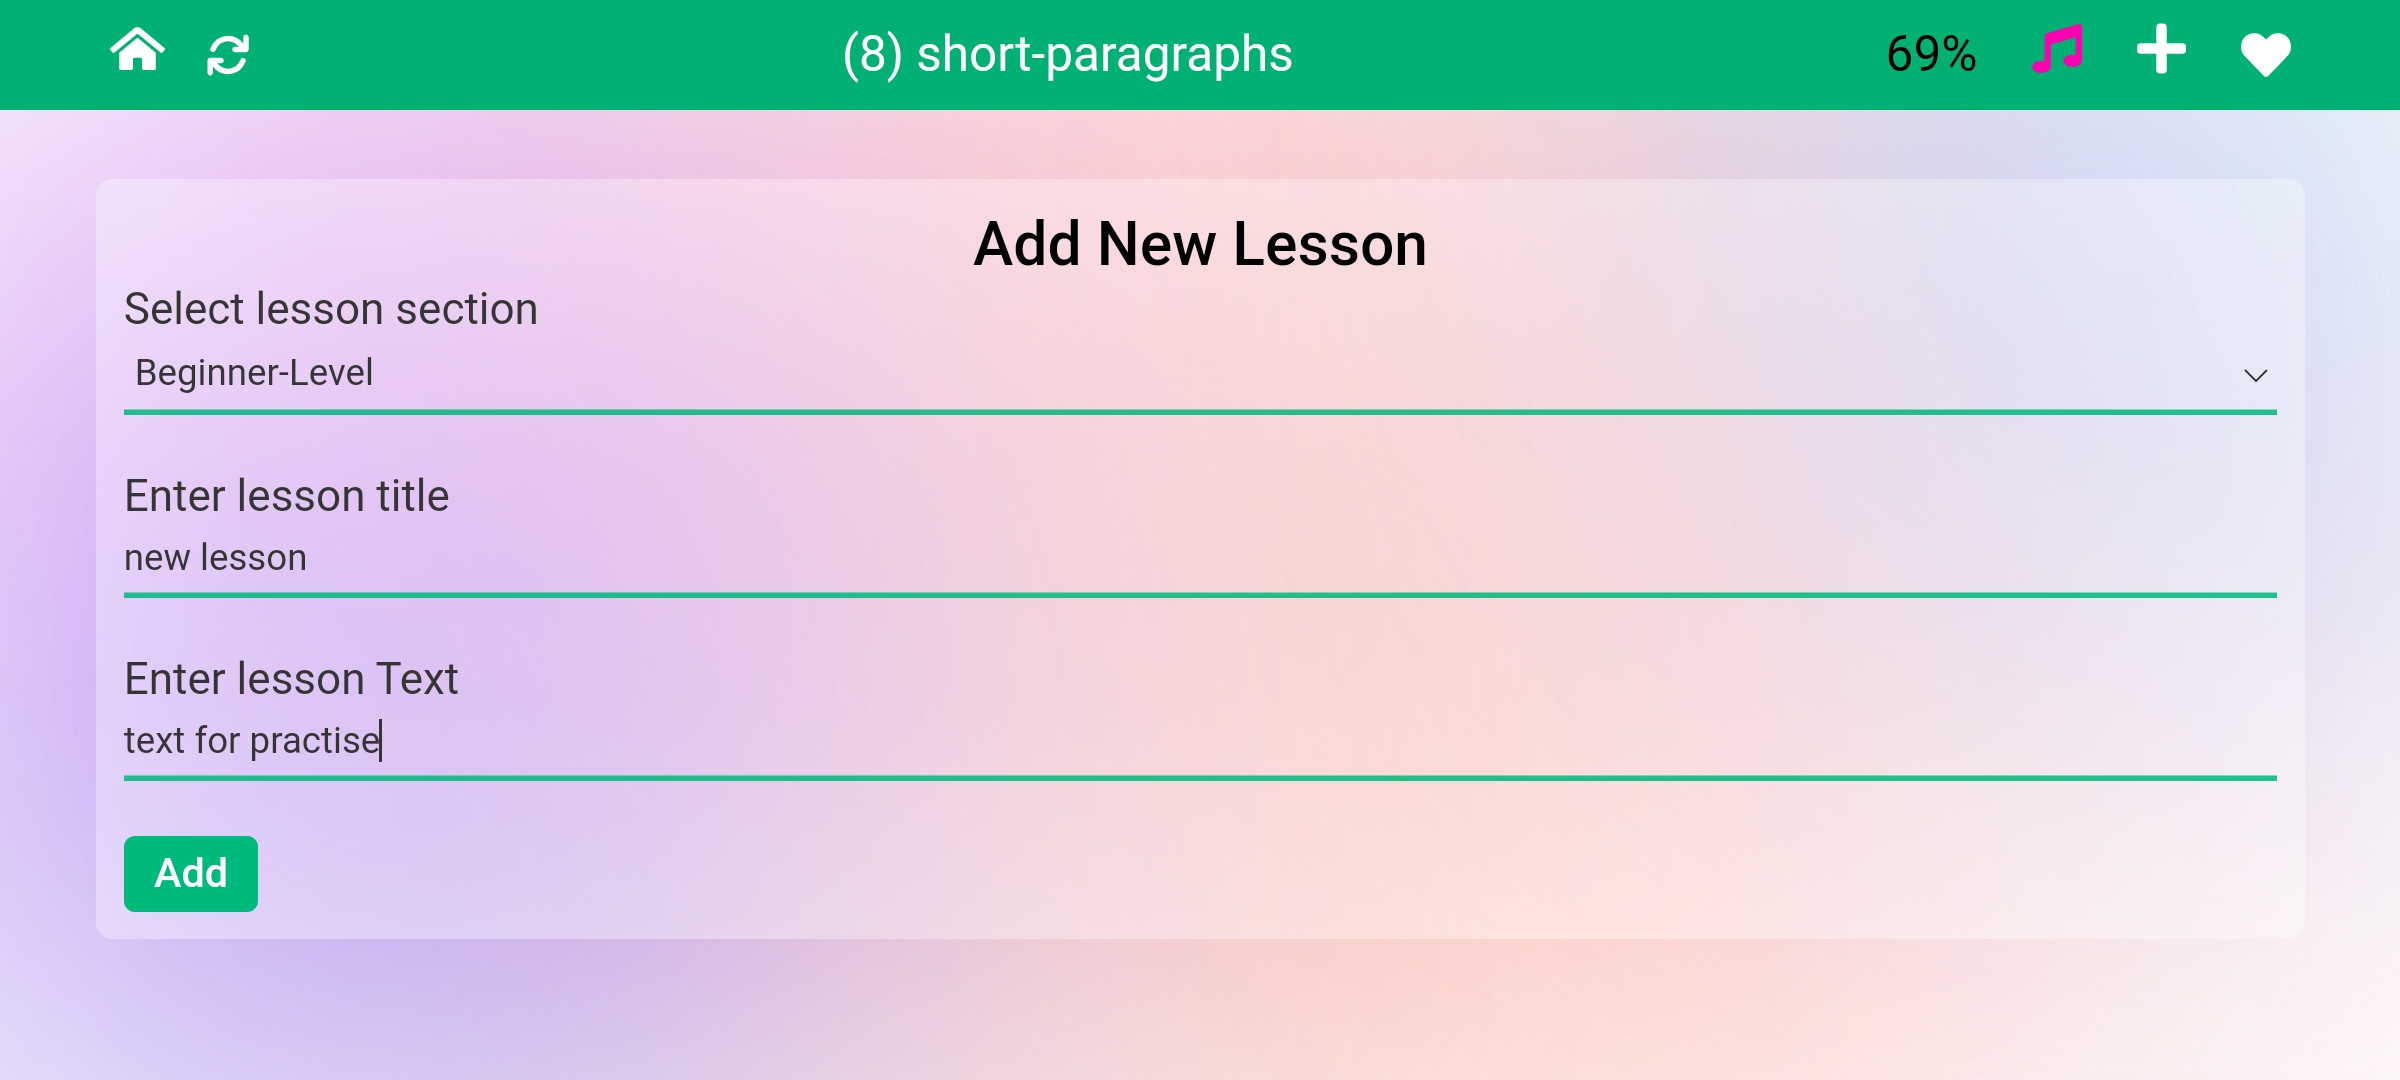 (8) short-paragraphs 69%
Add New Lesson
Select lesson section
Beginner-Level
Enter lesson title
new lesson
Enter lesson Text
text for practise
Add